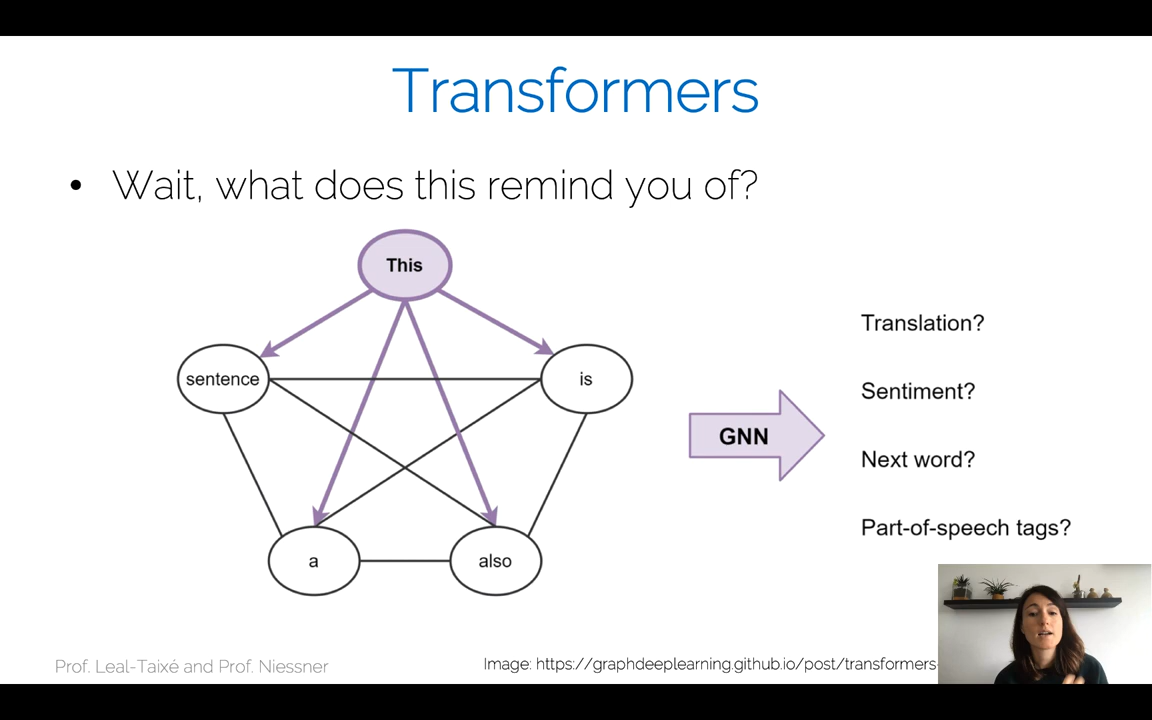 Transformers
• Wait, what does this remind you of?
This
sentence
is
a
also
GNN
Translation?
Sentiment?
Next word?
Part-of-speech tags?
Prof. Leal-Taixé and Prof. Niessner
Image: https://graphdeeplearning.github.io/post/transformers-